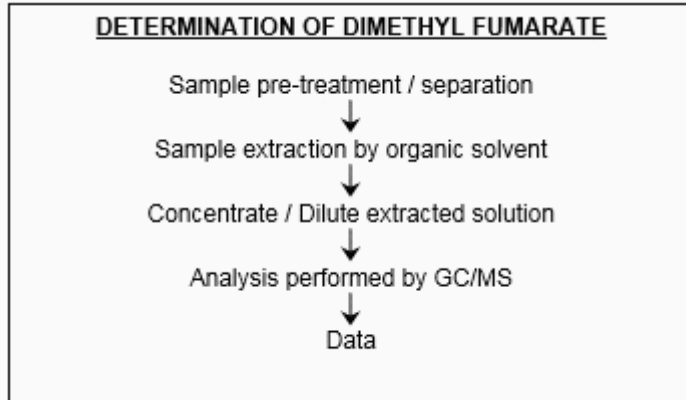 DETERMINATION OF DIMETHYL FUMARATE
Sample pre-treatment / separation
Sample extraction by organic solvent
Concentrate / Dilute extracted solution
Analysis performed by GC/MS
Data